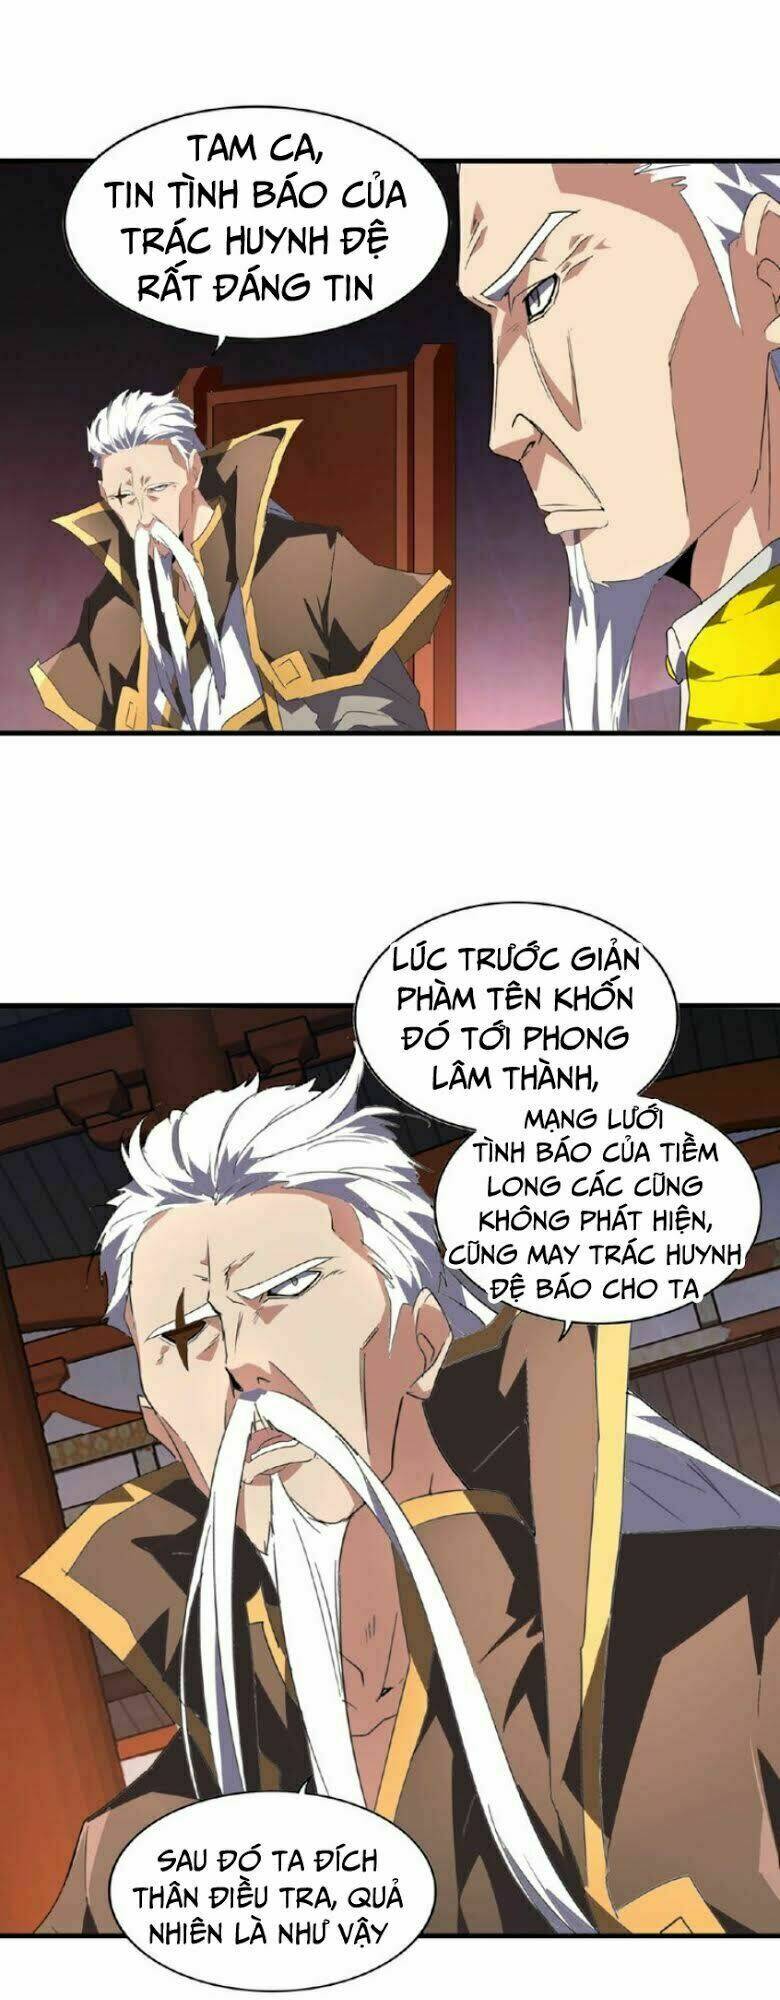 TAM CA,
TIN TÌNH BÁO CỦA
TRÁC HUYNH ĐỆ
RẤT ĐÁNG TIN
LÚC TRƯỚC GIẢN
PHÀM TÊN KHỐN
ĐÓ TỚI PHONG
LÂM THÀNH,
MẠNG LƯỚI
TÌNH BÁO CỦA TIỀM
LONG CÁC CŨNG
KHÔNG PHÁT HIỆN,
CŨNG MAY TRÁC HUYNH
ĐỆ BÁO CHO TA
SAU ĐÓ TA ĐÍCH
THÂN ĐIỀU TRA, QUẢ
NHIÊN LÀ NHƯ VẬY